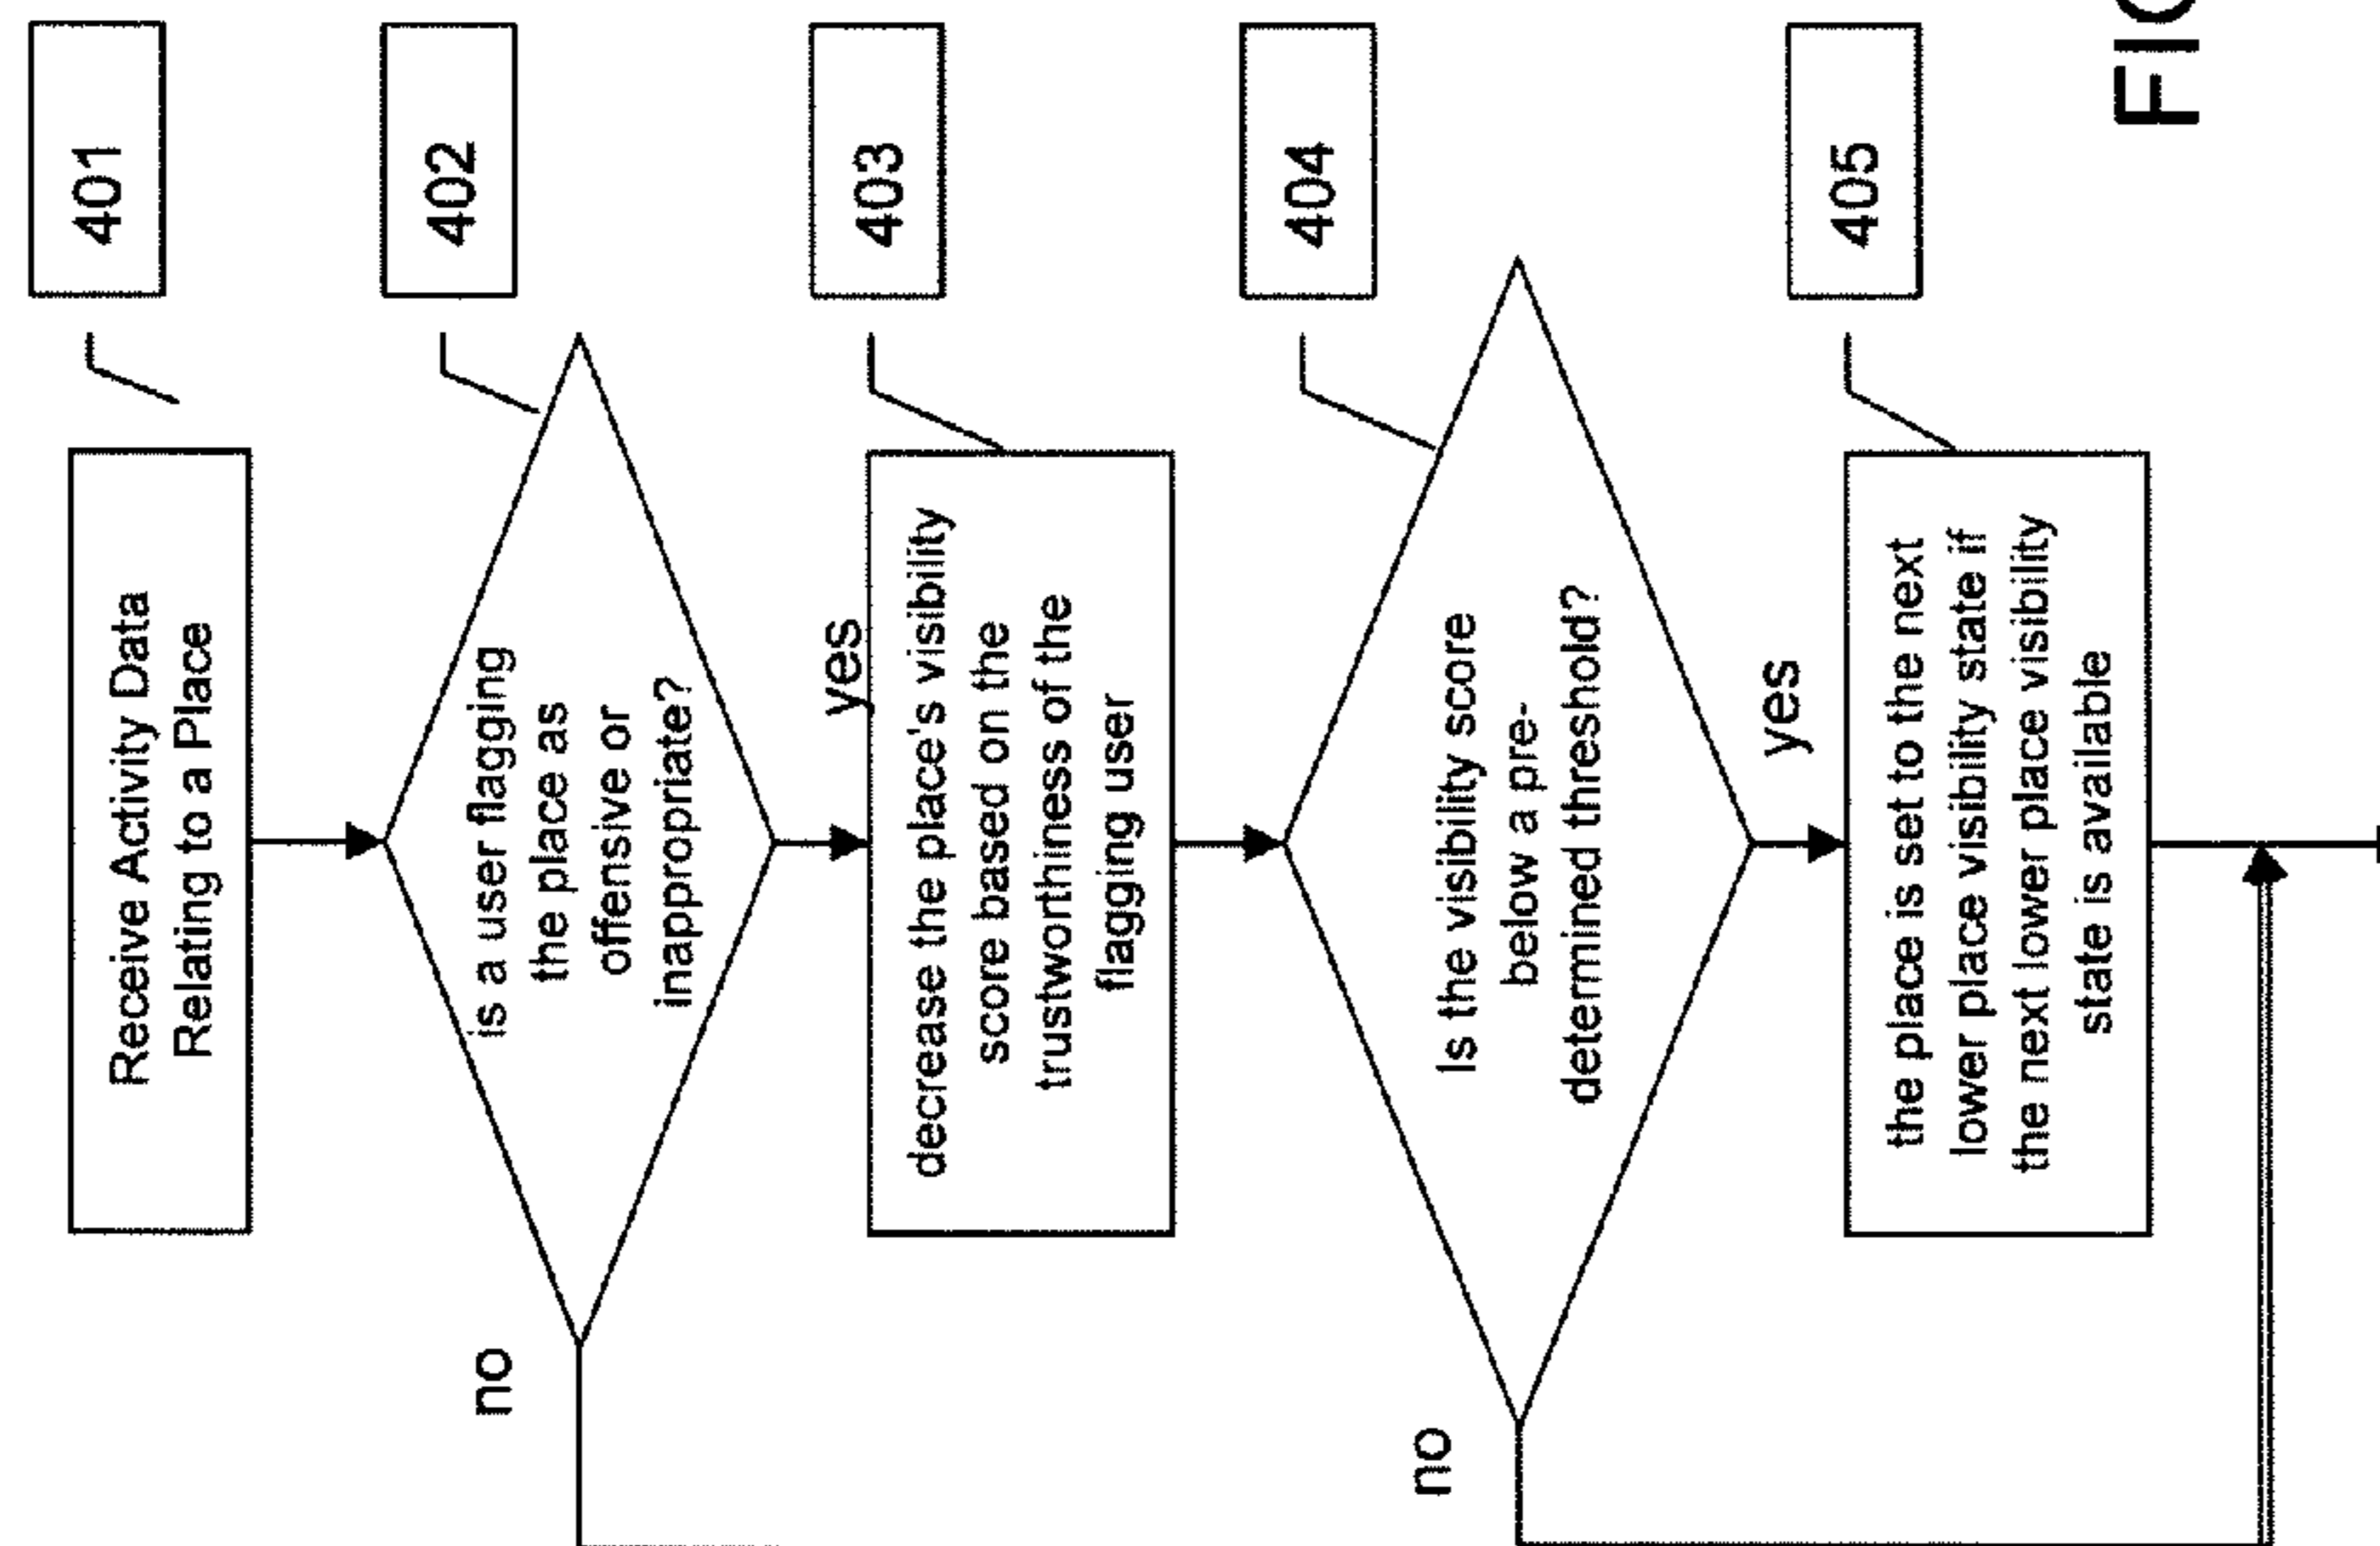 401
Receive Activity Data
Relating to a Place
402
is a user flagging
the place as
offensive or
inappropriate?
no
yes
403
decrease the place's visibility
score based on the
trustworthiness of the
flagging user
404
Is the visibility score
below a pre-
determined threshold?
no
yes
405
the place is set to the next
lower place visibility state if
the next lower place visibility
state is available